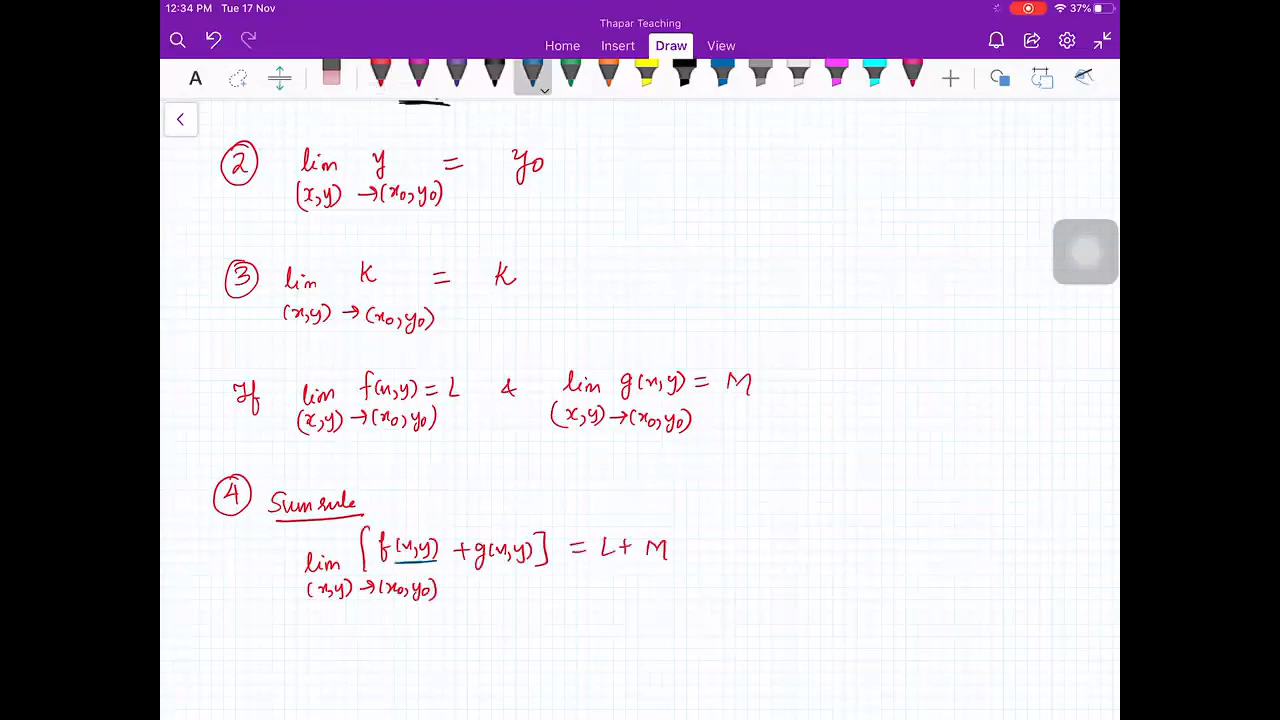 12:34 PM Tue 17 Nov
37%
Thapar Teaching
Home Insert Draw View
A
② lim y = y₀
(x,y) →(x₀,y₀)
③ lim K = K
(x,y) →(x₀,y₀)
If lim f(x,y) = L & lim g(x,y) = M
(x,y) →(x₀,y₀) (x,y) →(x₀,y₀)
④ Sum rule
lim [f(x,y) + g(x,y)] = L + M
(x,y) →(x₀,y₀)